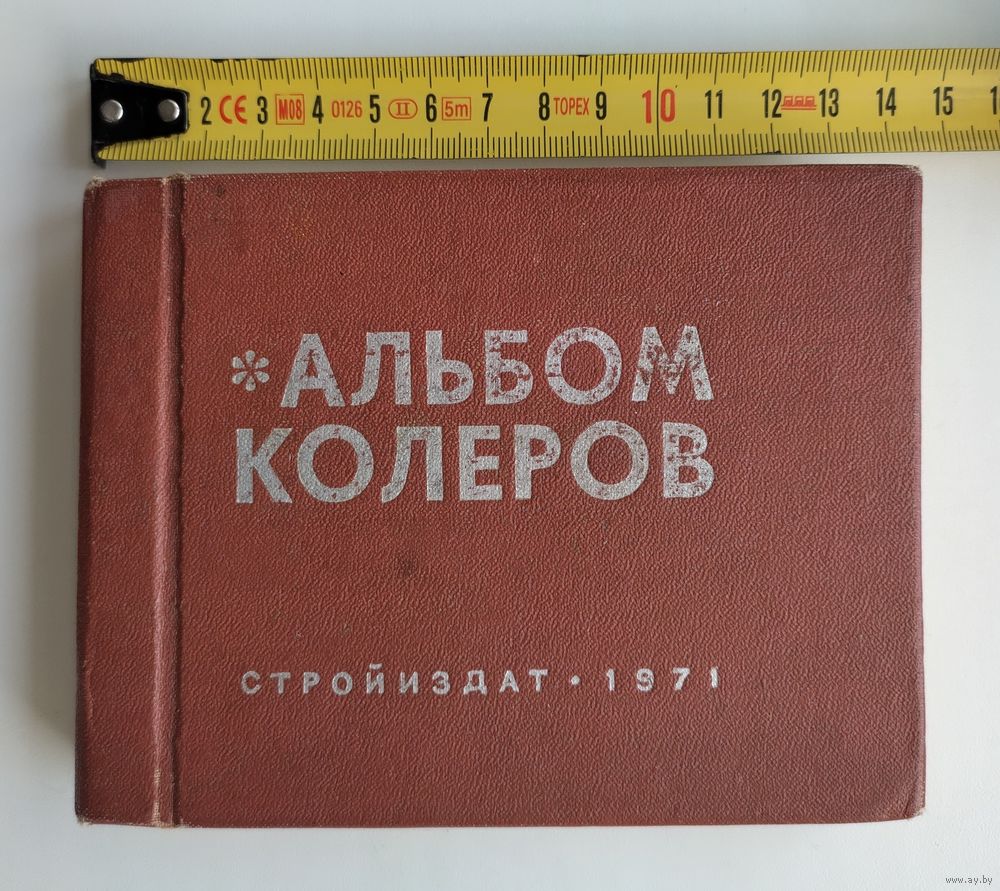 2 CE 3 M08 4 0126 5 II 6 5m 7 8 TOPEX 9 10 11 12 13 14 15
*АЛЬБОМ
КОЛЕРОВ
СТРОЙИЗДАТ • 1971
www.ay.by